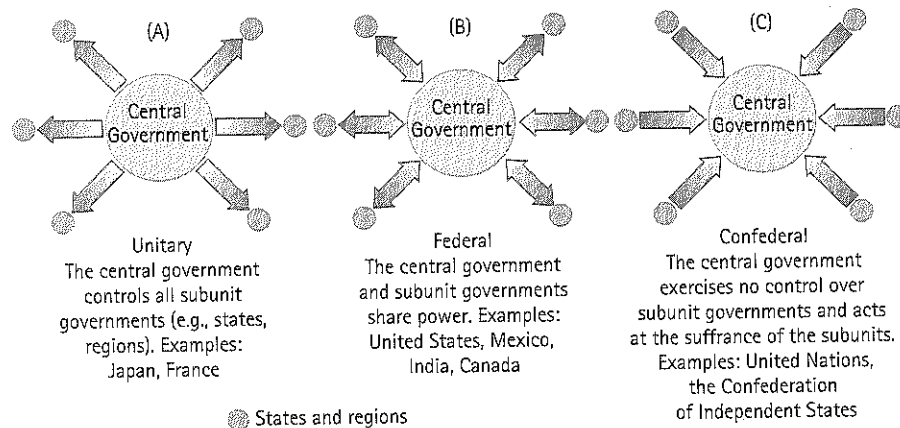 (A)
Central
Government
Unitary
The central government
controls all subunit
governments (e.g., states,
regions). Examples:
Japan, France
(B)
Central
Government
Federal
The central government
and subunit governments
share power. Examples:
United States, Mexico,
India, Canada
(C)
Central
Government
Confederal
The central government
exercises no control over
subunit governments and acts
at the suffrance of the subunits.
Examples: United Nations,
the Confederation
of Independent States
States and regions